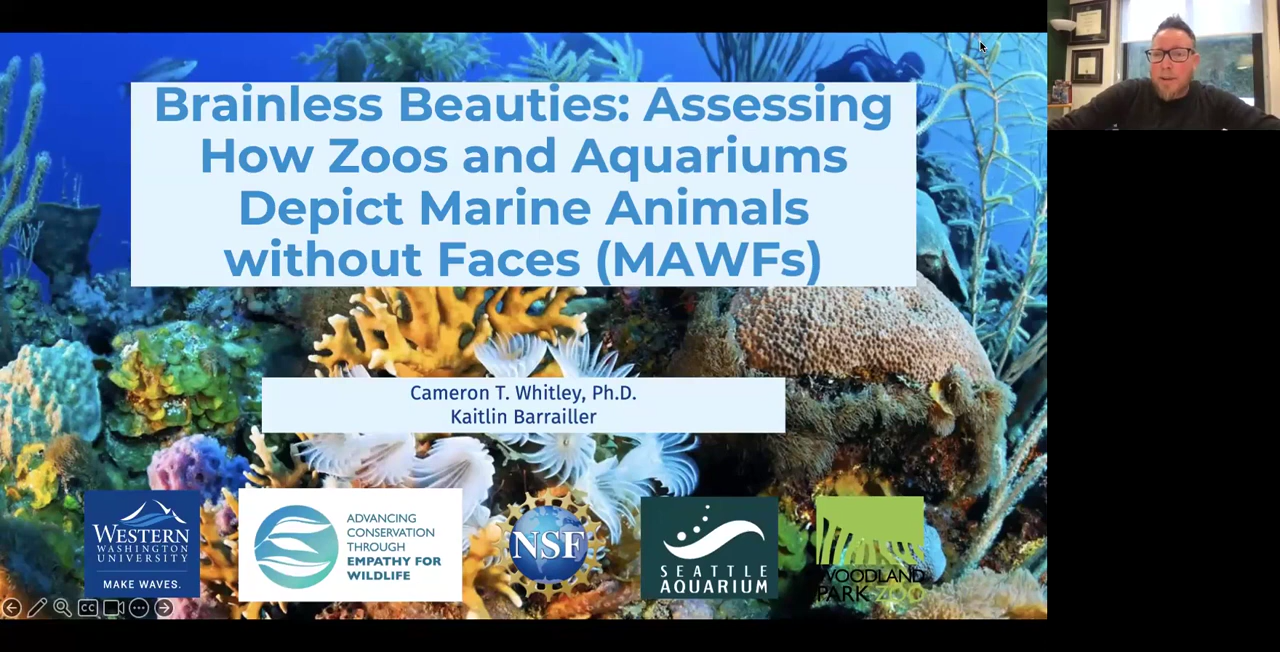 Brainless Beauties: Assessing
How Zoos and Aquariums
Depict Marine Animals
without Faces (MAWFs)
Cameron T. Whitley, Ph.D.
Kaitlin Barrailler
WESTERN
WASHINGTON
UNIVERSITY
MAKE WAVES.
ADVANCING
CONSERVATION
THROUGH
EMPATHY FOR
WILDLIFE
NSF
SEATTLE
AQUARIUM
WOODLAND
PARK ZOO
CC